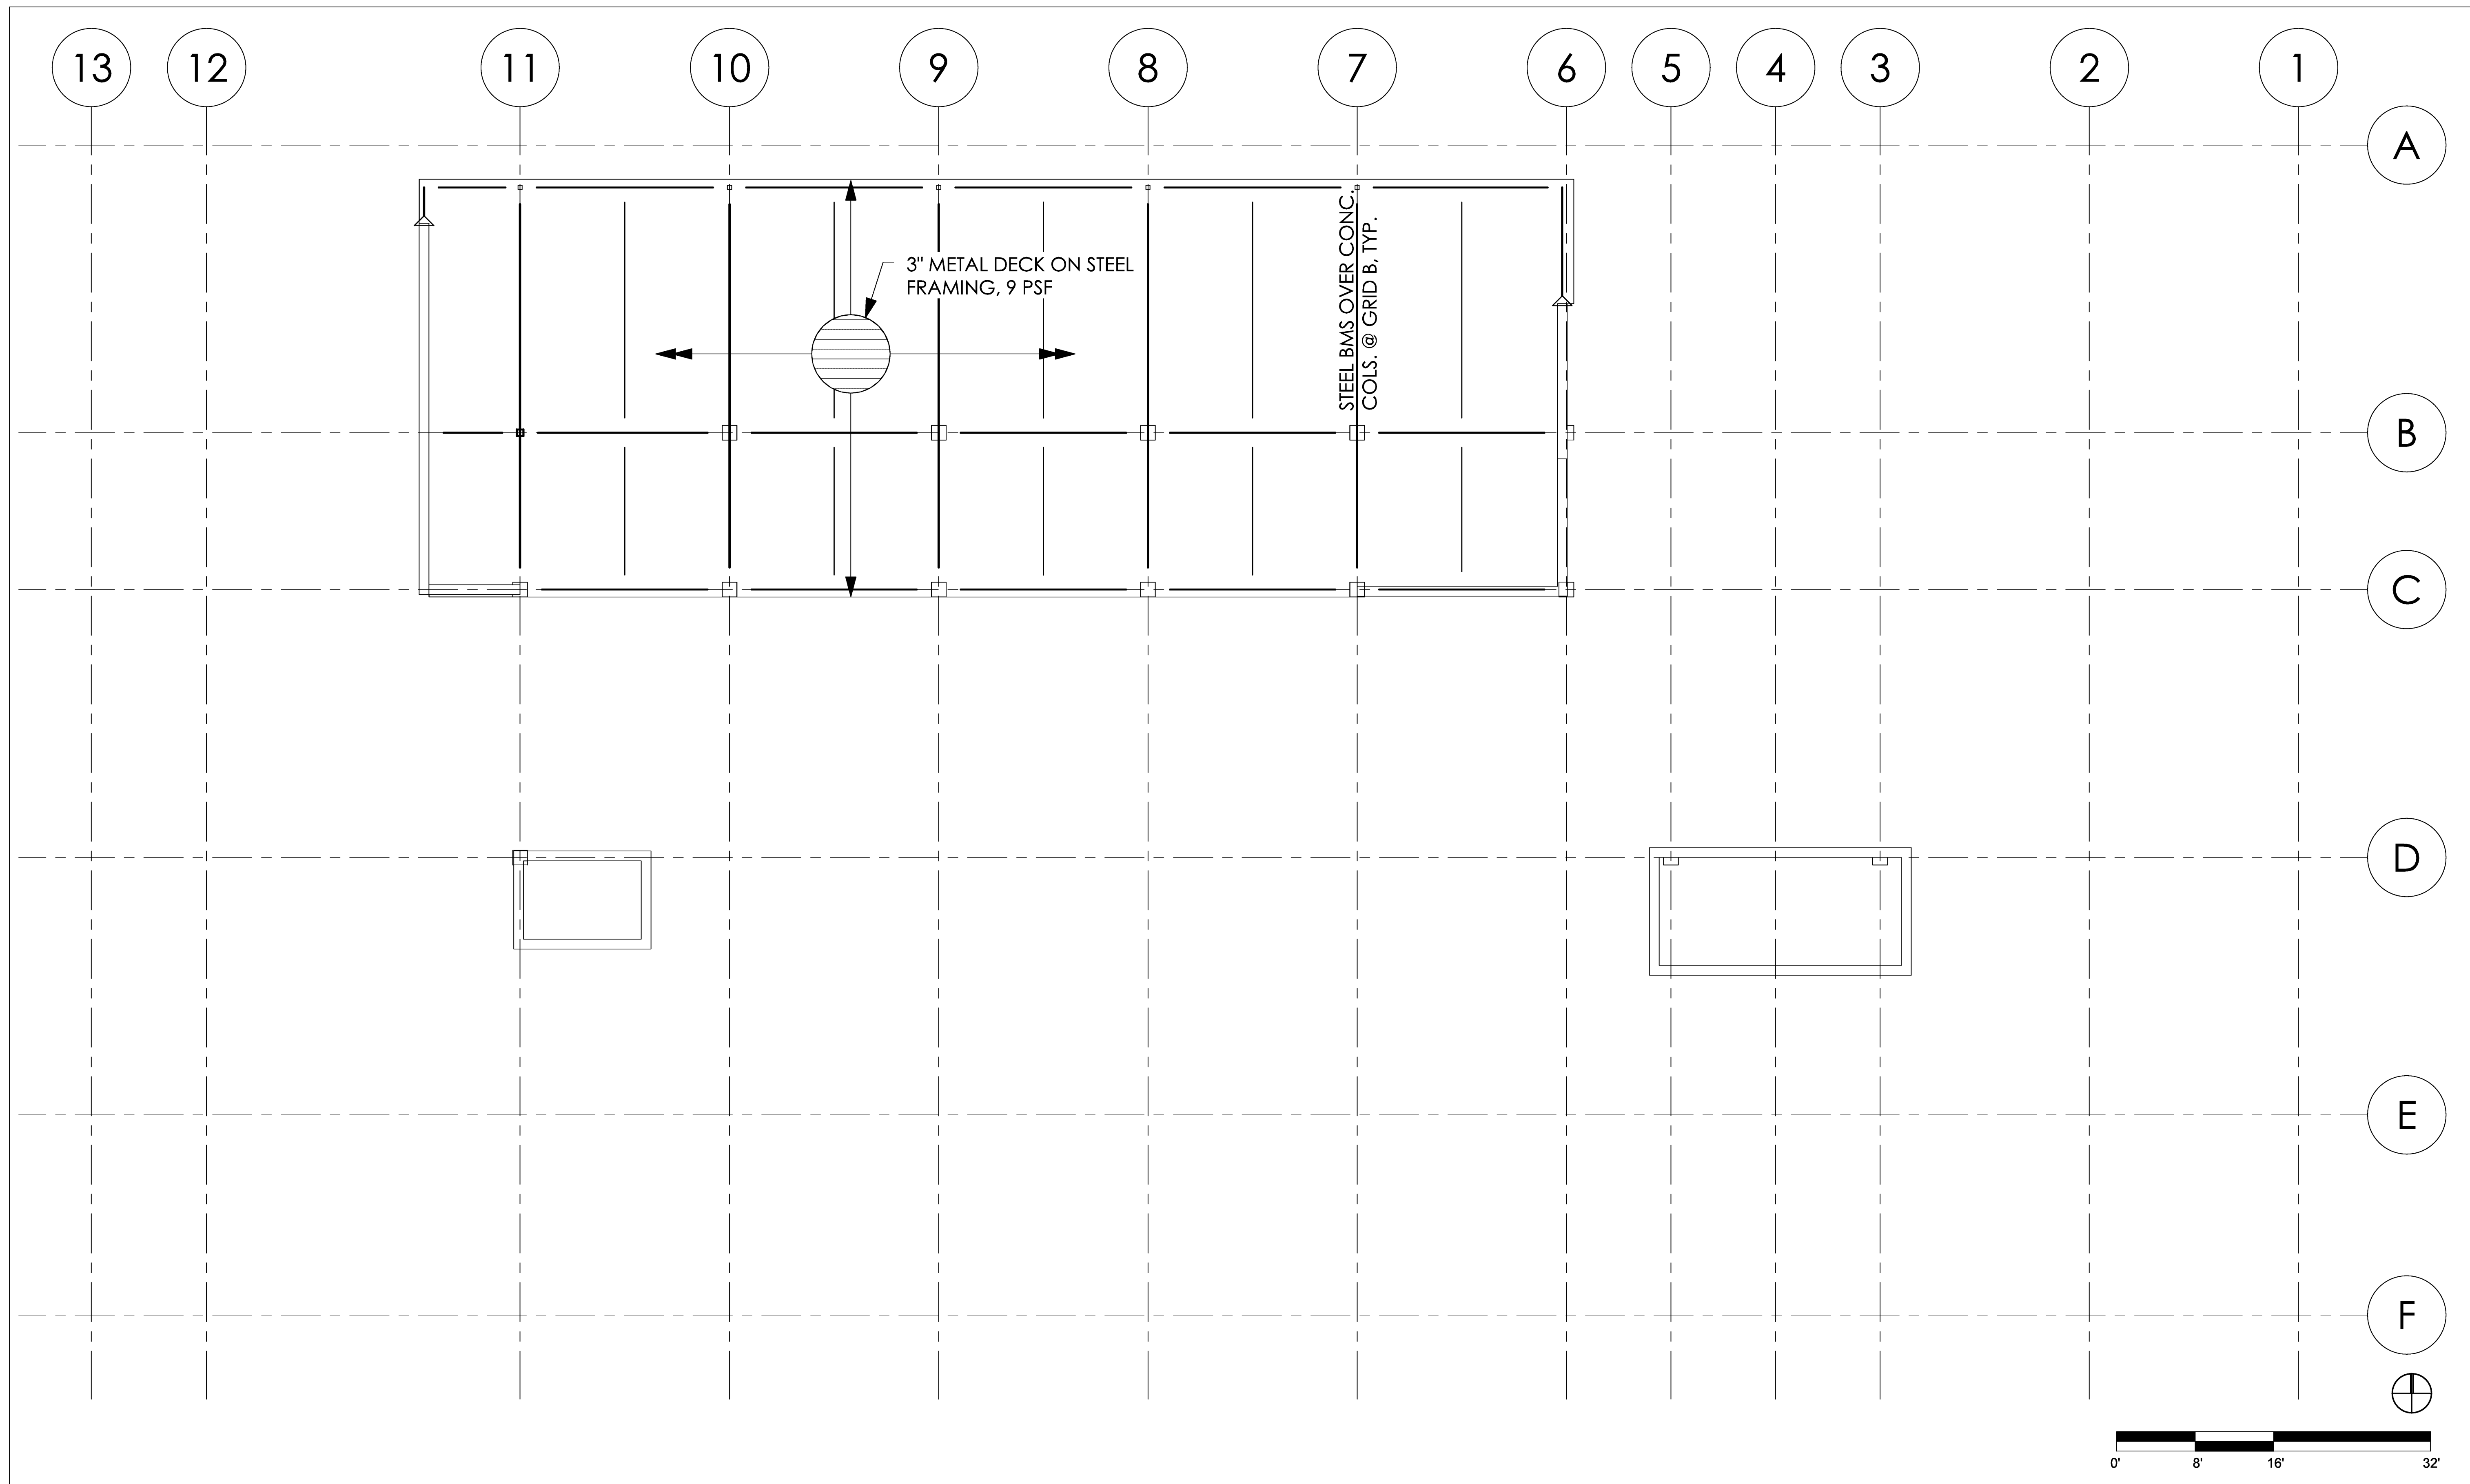 13 12 11 10 9 8 7 6 5 4 3 2 1
A
3" METAL DECK ON STEEL
FRAMING, 9 PSF
STEEL BMS OVER CONC.
COLS. @ GRID B, TYP.
B
C
D
E
F
0' 8' 16' 32'